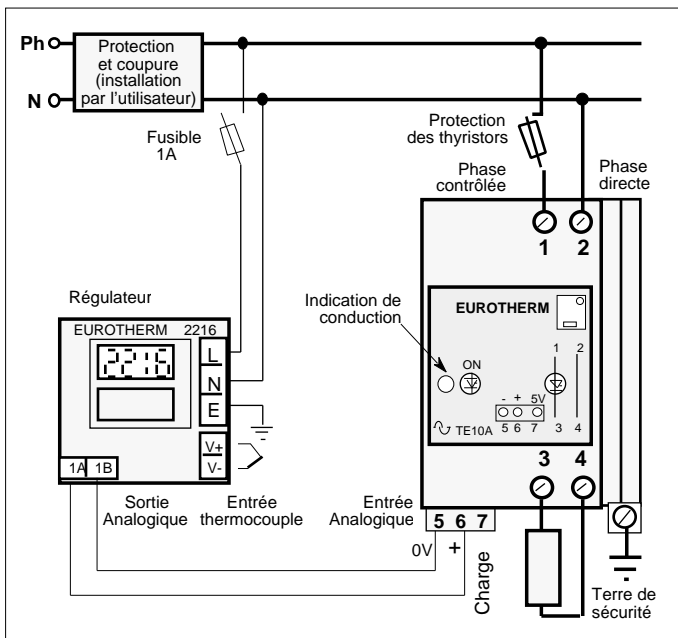 Ph
Protection
et coupure
(installation
par l'utilisateur)
N
Fusible
1A
Protection
des thyristors
Phase
contrôlée
Phase
directe
1 2
Régulateur
EUROTHERM 2216
2216
L
N
E
V+
V-
1A 1B
Sortie
Analogique
Entrée
thermocouple
Indication de
conduction
EUROTHERM
ON
1 2
- + 5V
5 6 7
3 4
TE10A
3 4
Entrée
Analogique
5 6 7
0V +
Charge
Terre de
sécurité